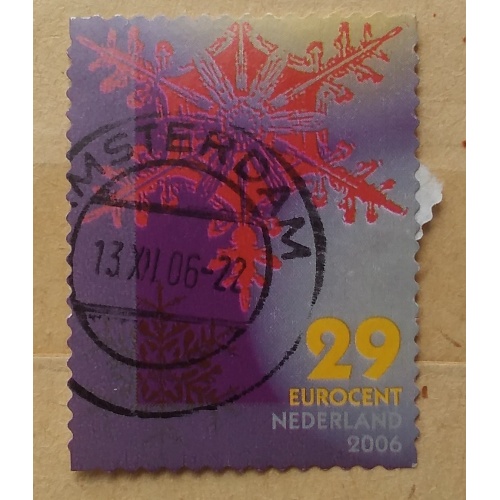 AMSTERDAM
13 XII 06-22
29
EUROCENT
NEDERLAND
2006